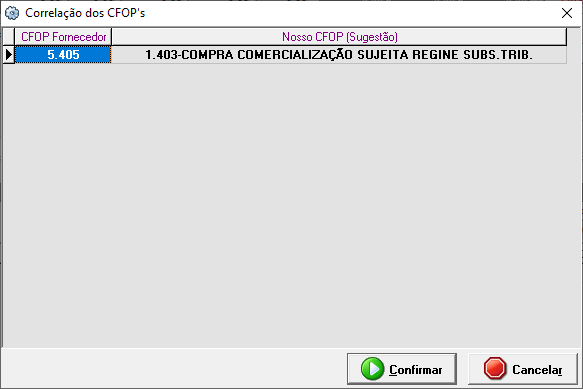 Correlação dos CFOP's
CFOP Fornecedor Nosso CFOP (Sugestão)
5.405 1.403-COMPRA COMERCIALIZAÇÃO SUJEITA REGINE SUBS.TRIB.
Confirmar Cancelar